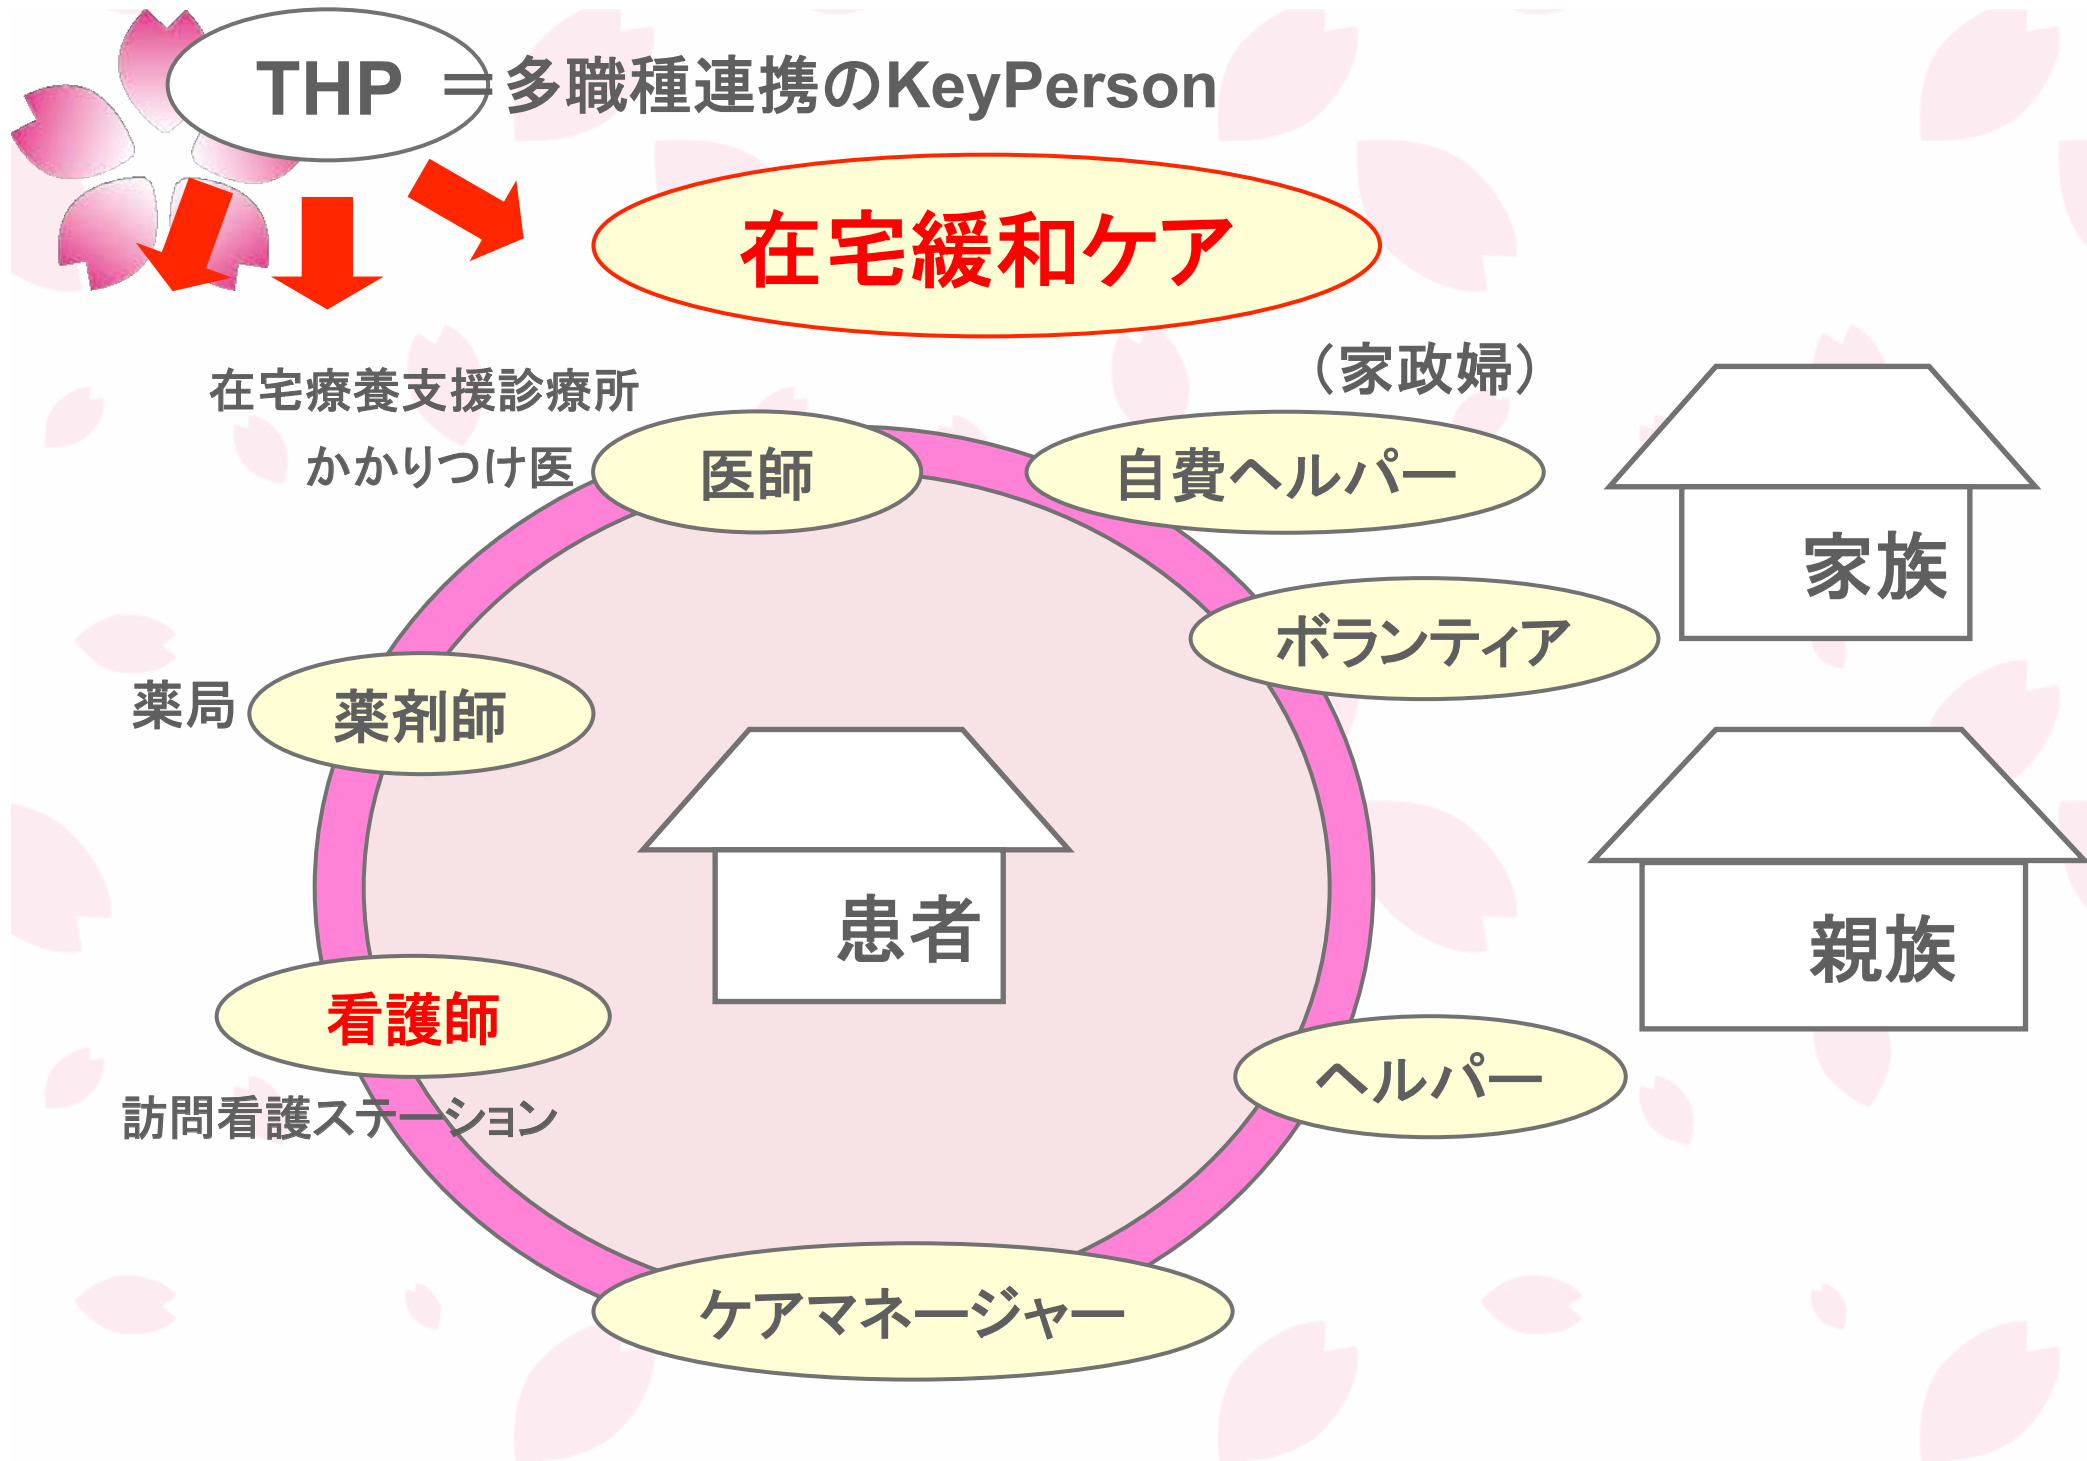 THP ＝多職種連携のKeyPerson
在宅緩和ケア
（家政婦）
在宅療養支援診療所
かかりつけ医
医師
自費ヘルパー
家族
ボランティア
薬局
薬剤師
患者
親族
看護師
訪問看護ステーション
ヘルパー
ケアマネージャー